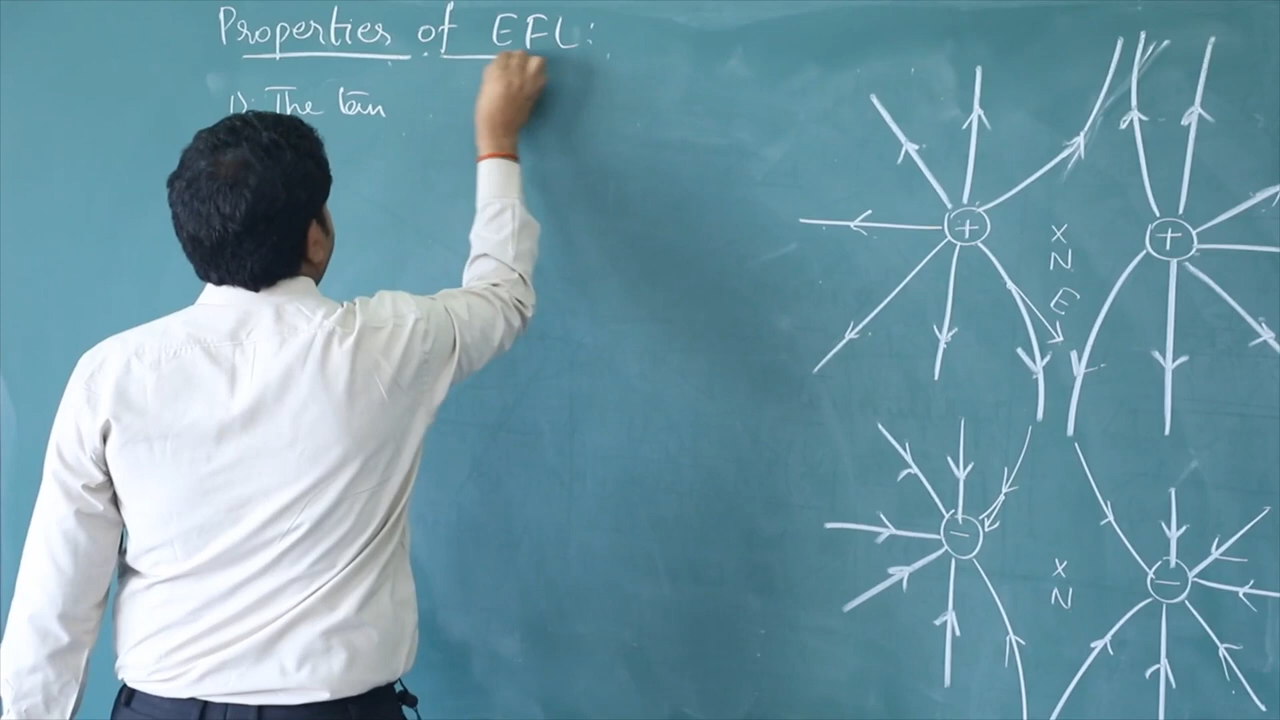 Properties of EFL:
1) The tan
+
+
x
N
E
-
-
x
N